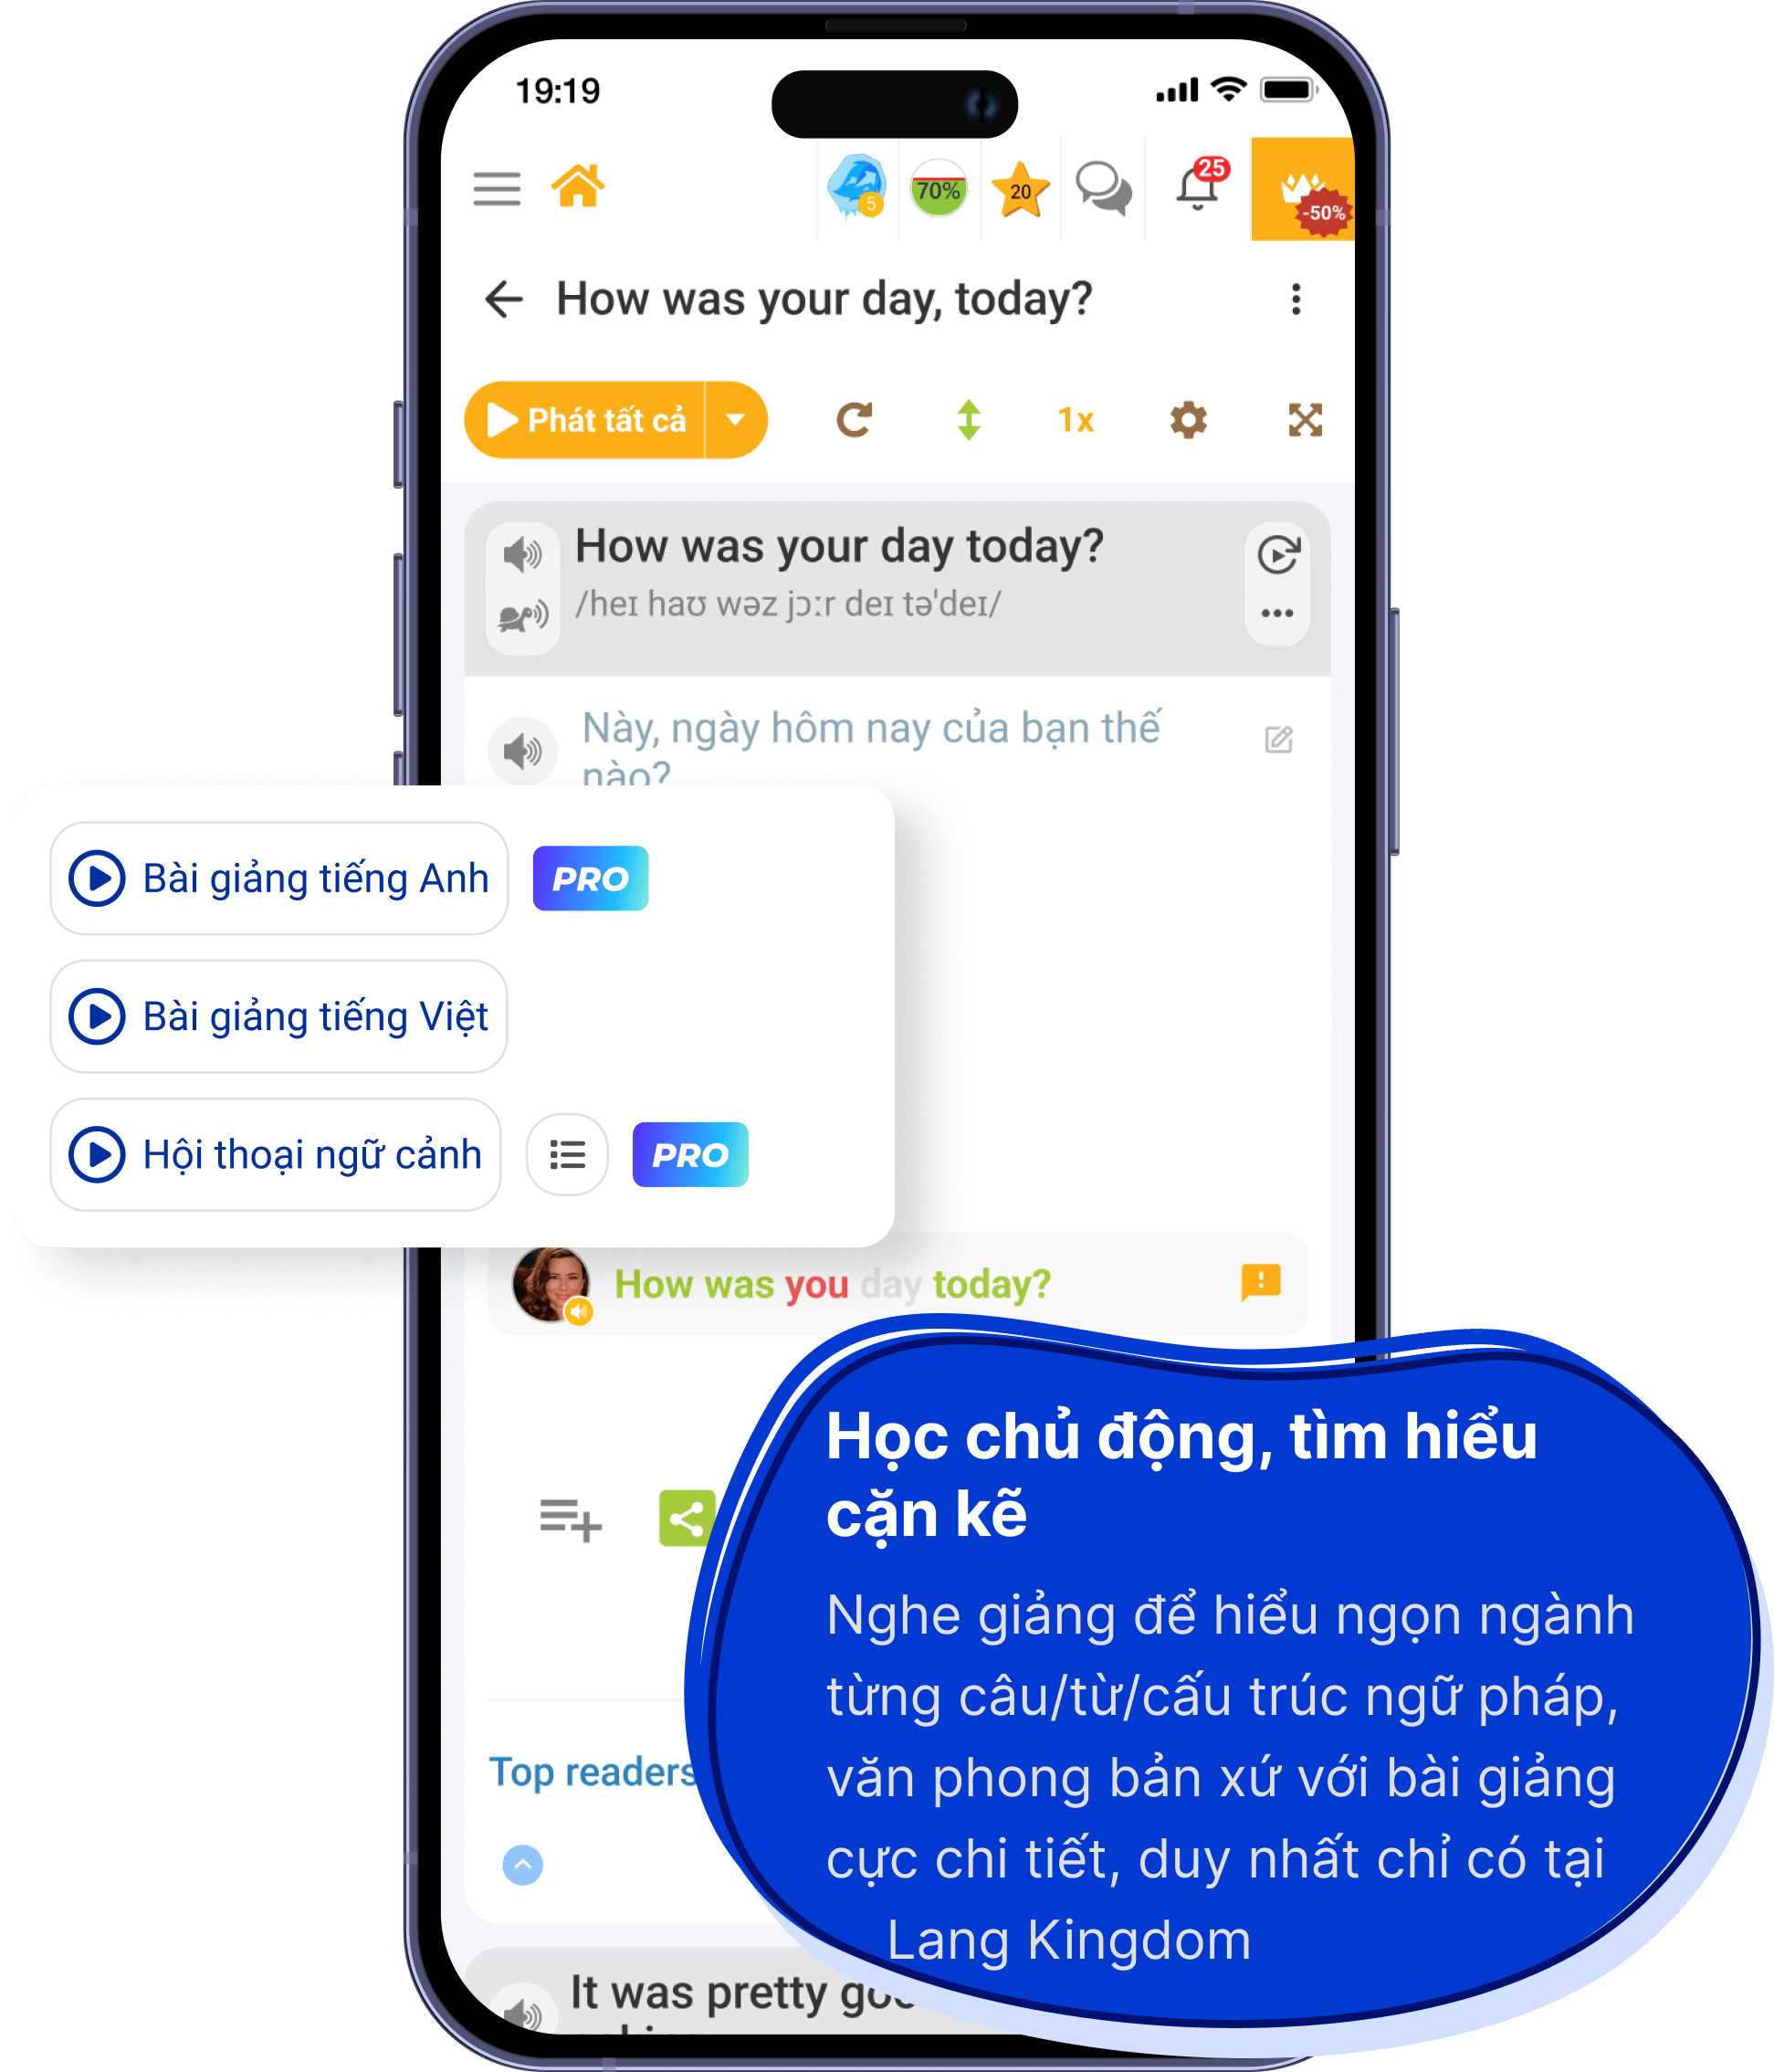 19:19
5
70%
20
25
-50%
How was your day, today?
Phát tất cả
1x
How was your day today?
/heɪ haʊ wəz jɔːr deɪ tə'deɪ/
Này, ngày hôm nay của bạn thế
nào?
Bài giảng tiếng Anh PRO
Bài giảng tiếng Việt
Hội thoại ngữ cảnh PRO
How was you day today?
Học chủ động, tìm hiểu
cặn kẽ
Nghe giảng để hiểu ngọn ngành
từng câu/từ/cấu trúc ngữ pháp,
văn phong bản xứ với bài giảng
cực chi tiết, duy nhất chỉ có tại
Lang Kingdom
Top readers
It was pretty